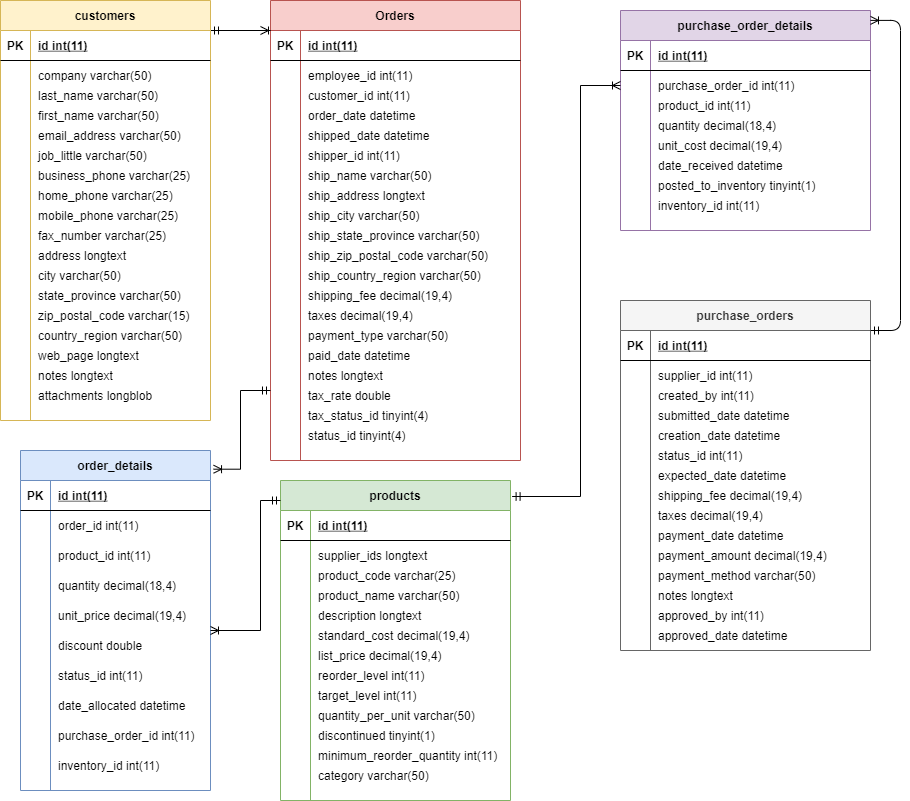 customers
PK id int(11)
company varchar(50)
last_name varchar(50)
first_name varchar(50)
email_address varchar(50)
job_little varchar(50)
business_phone varchar(25)
home_phone varchar(25)
mobile_phone varchar(25)
fax_number varchar(25)
address longtext
city varchar(50)
state_province varchar(50)
zip_postal_code varchar(15)
country_region varchar(50)
web_page longtext
notes longtext
attachments longblob
Orders
PK id int(11)
employee_id int(11)
customer_id int(11)
order_date datetime
shipped_date datetime
shipper_id int(11)
ship_name varchar(50)
ship_address longtext
ship_city varchar(50)
ship_state_province varchar(50)
ship_zip_postal_code varchar(50)
ship_country_region varchar(50)
shipping_fee decimal(19,4)
taxes decimal(19,4)
payment_type varchar(50)
paid_date datetime
notes longtext
tax_rate double
tax_status_id tinyint(4)
status_id tinyint(4)
purchase_order_details
PK id int(11)
purchase_order_id int(11)
product_id int(11)
quantity decimal(18,4)
unit_cost decimal(19,4)
date_received datetime
posted_to_inventory tinyint(1)
inventory_id int(11)
purchase_orders
PK id int(11)
supplier_id int(11)
created_by int(11)
submitted_date datetime
creation_date datetime
status_id int(11)
expected_date datetime
shipping_fee decimal(19,4)
taxes decimal(19,4)
payment_date datetime
payment_amount decimal(19,4)
payment_method varchar(50)
notes longtext
approved_by int(11)
approved_date datetime
order_details
PK id int(11)
order_id int(11)
product_id int(11)
quantity decimal(18,4)
unit_price decimal(19,4)
discount double
status_id int(11)
date_allocated datetime
purchase_order_id int(11)
inventory_id int(11)
products
PK id int(11)
supplier_ids longtext
product_code varchar(25)
product_name varchar(50)
description longtext
standard_cost decimal(19,4)
list_price decimal(19,4)
reorder_level int(11)
target_level int(11)
quantity_per_unit varchar(50)
discontinued tinyint(1)
minimum_reorder_quantity int(11)
category varchar(50)